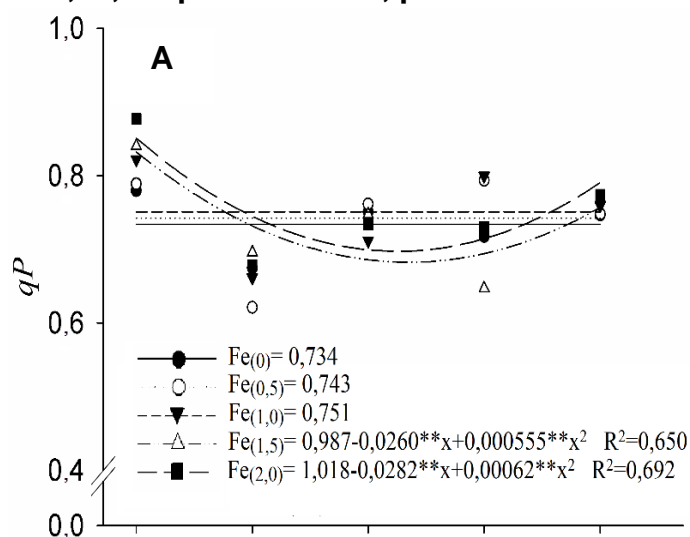 1,0
A
0,8
qP
0,6
Fe(0)= 0,734
Fe(0,5)= 0,743
Fe(1,0)= 0,751
Fe(1,5)= 0,987-0,0260**x+0,000555**x² R²=0,650
Fe(2,0)= 1,018-0,0282**x+0,00062**x² R²=0,692
0,4
0,0